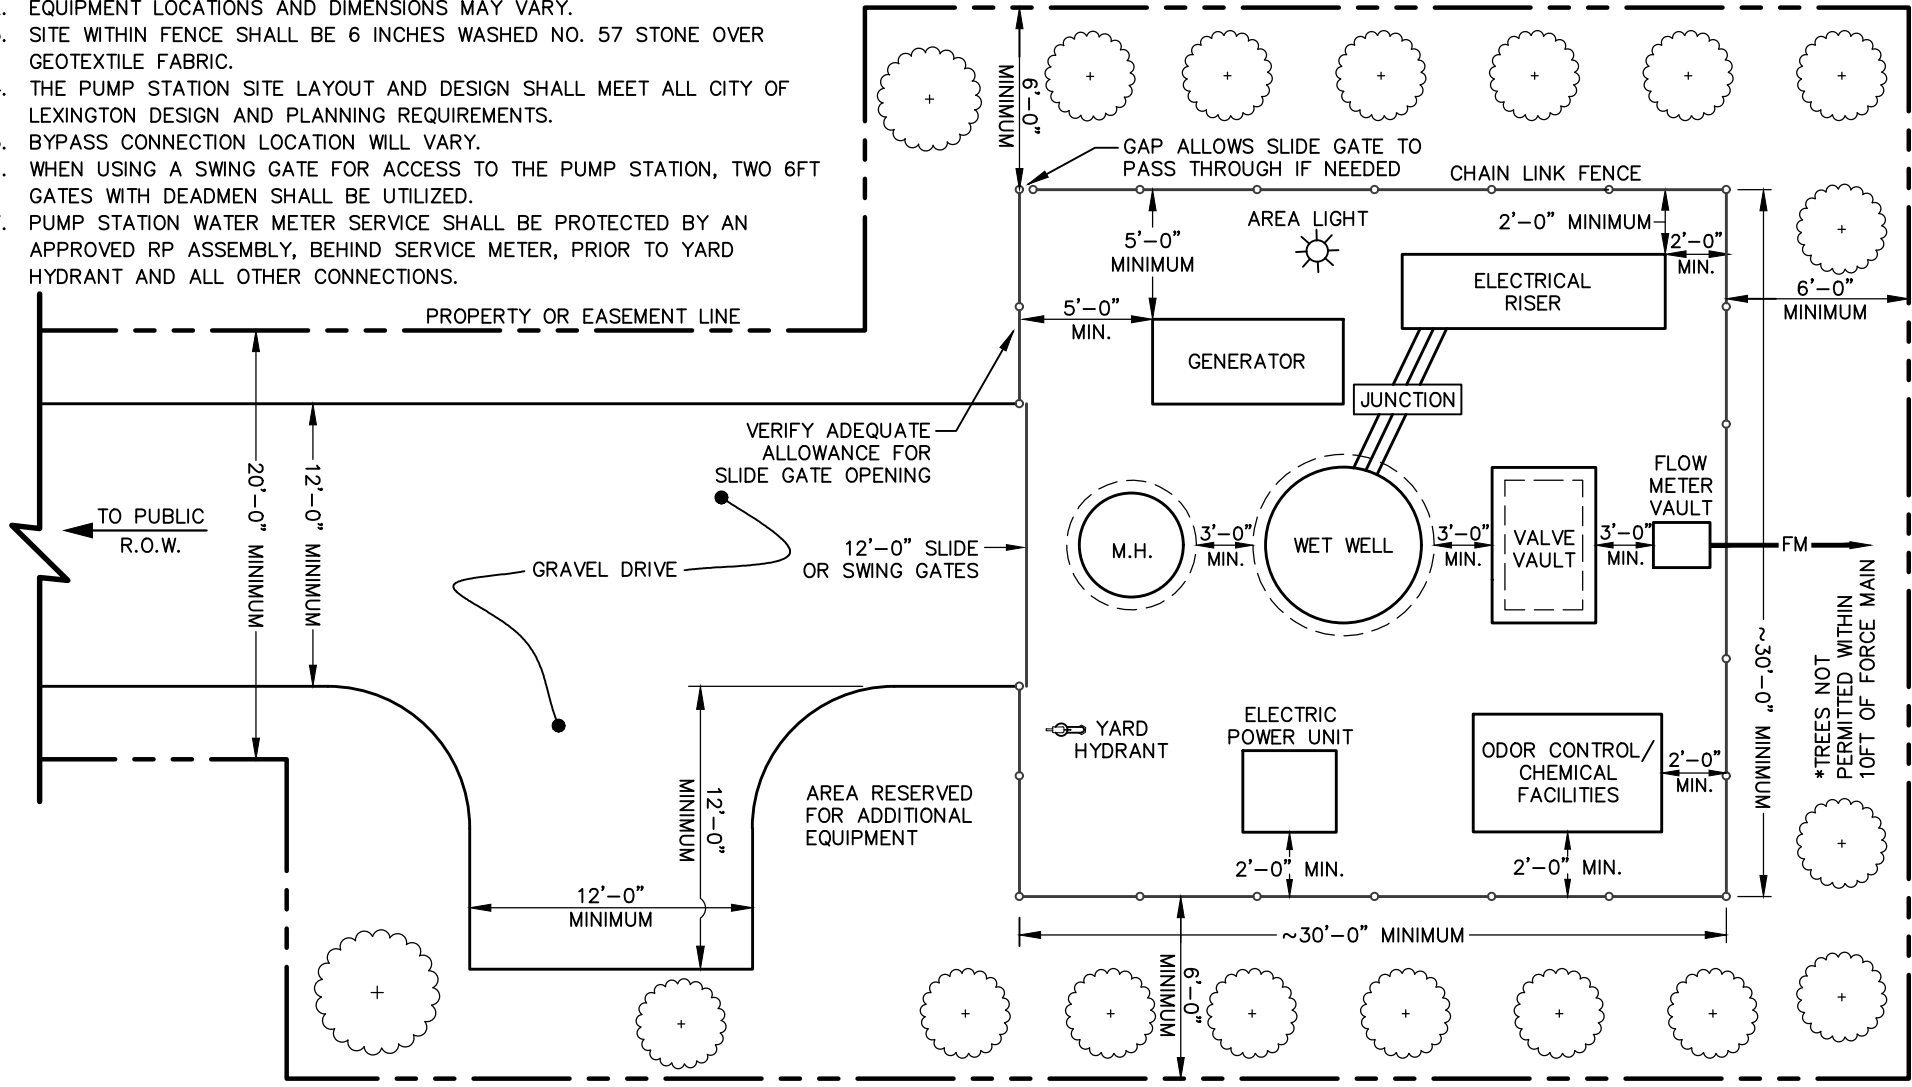 . EQUIPMENT LOCATIONS AND DIMENSIONS MAY VARY.
. SITE WITHIN FENCE SHALL BE 6 INCHES WASHED NO. 57 STONE OVER
GEOTEXTILE FABRIC.
. THE PUMP STATION SITE LAYOUT AND DESIGN SHALL MEET ALL CITY OF
LEXINGTON DESIGN AND PLANNING REQUIREMENTS.
. BYPASS CONNECTION LOCATION WILL VARY.
. WHEN USING A SWING GATE FOR ACCESS TO THE PUMP STATION, TWO 6FT
GATES WITH DEADMEN SHALL BE UTILIZED.
. PUMP STATION WATER METER SERVICE SHALL BE PROTECTED BY AN
APPROVED RP ASSEMBLY, BEHIND SERVICE METER, PRIOR TO YARD
HYDRANT AND ALL OTHER CONNECTIONS.
PROPERTY OR EASEMENT LINE
6'-0"
MINIMUM
GAP ALLOWS SLIDE GATE TO
PASS THROUGH IF NEEDED
CHAIN LINK FENCE
AREA LIGHT
5'-0"
MINIMUM
2'-0" MINIMUM
2'-0"
MIN.
ELECTRICAL
RISER
6'-0"
MINIMUM
5'-0"
MIN.
GENERATOR
JUNCTION
VERIFY ADEQUATE
ALLOWANCE FOR
SLIDE GATE OPENING
20'-0" MINIMUM
12'-0" MINIMUM
TO PUBLIC
R.O.W.
GRAVEL DRIVE
12'-0" SLIDE
OR SWING GATES
M.H.
3'-0"
MIN.
WET WELL
3'-0"
MIN.
VALVE
VAULT
3'-0"
MIN.
FLOW
METER
VAULT
FM
~30'-0" MINIMUM
*TREES NOT
PERMITTED WITHIN
10FT OF FORCE MAIN
YARD
HYDRANT
ELECTRIC
POWER UNIT
ODOR CONTROL/
CHEMICAL
FACILITIES
2'-0"
MIN.
12'-0"
MINIMUM
AREA RESERVED
FOR ADDITIONAL
EQUIPMENT
2'-0" MIN.
2'-0" MIN.
12'-0"
MINIMUM
~30'-0" MINIMUM
6'-0"
MINIMUM